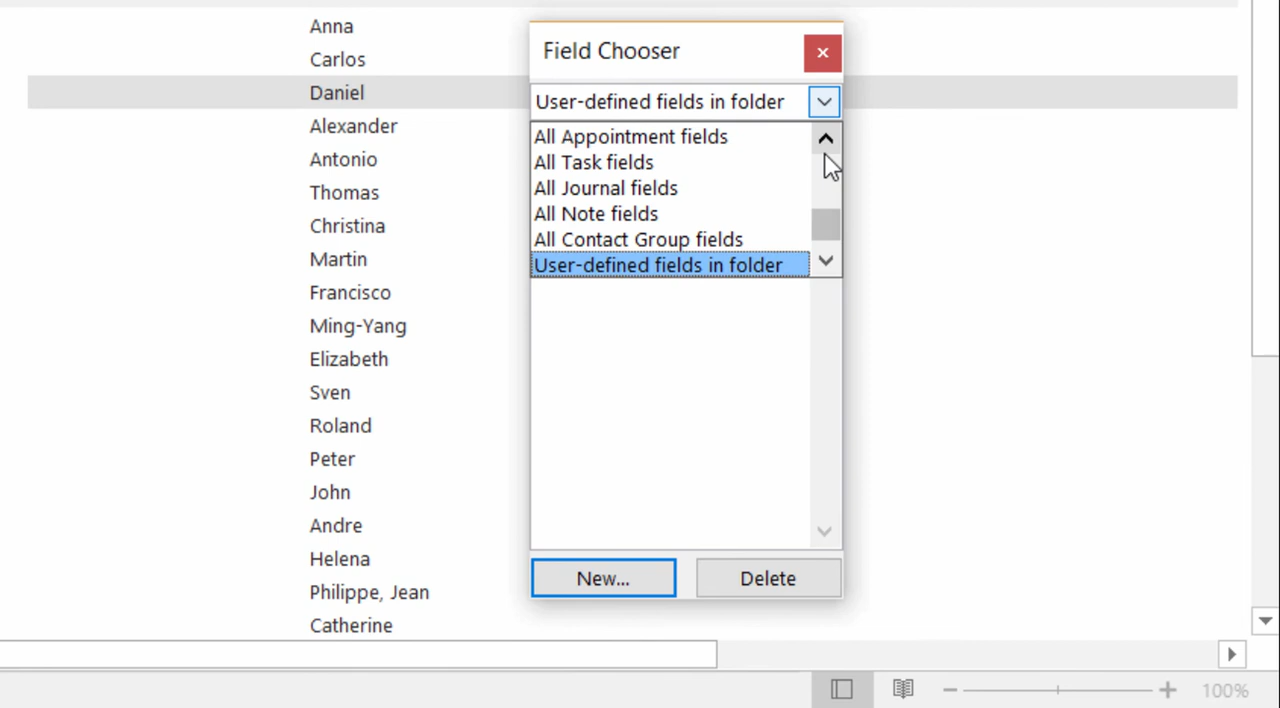 Anna
Carlos
Daniel
Alexander
Antonio
Thomas
Christina
Martin
Francisco
Ming-Yang
Elizabeth
Sven
Roland
Peter
John
Andre
Helena
Philippe, Jean
Catherine
Field Chooser
User-defined fields in folder
All Appointment fields
All Task fields
All Journal fields
All Note fields
All Contact Group fields
User-defined fields in folder
New...
Delete
100%